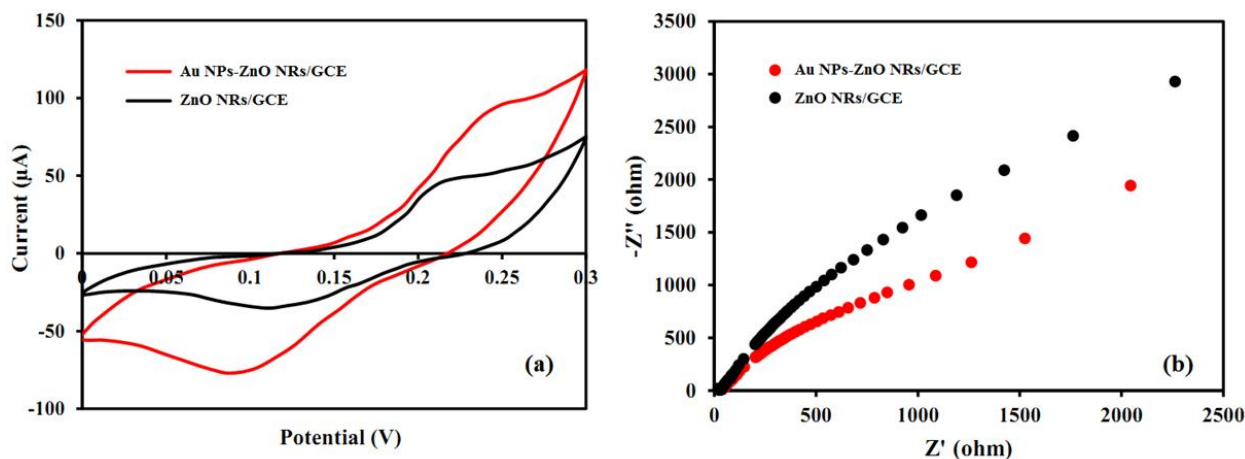 150
100
50
0
-50
-100
Current (µA)
Au NPs-ZnO NRs/GCE
ZnO NRs/GCE
0
0.05
0.1
0.15
0.2
0.25
0.3
(a)
Potential (V)
3500
3000
2500
2000
1500
1000
500
0
-Z'' (ohm)
Au NPs-ZnO NRs/GCE
ZnO NRs/GCE
(b)
0
500
1000
1500
2000
2500
Z' (ohm)